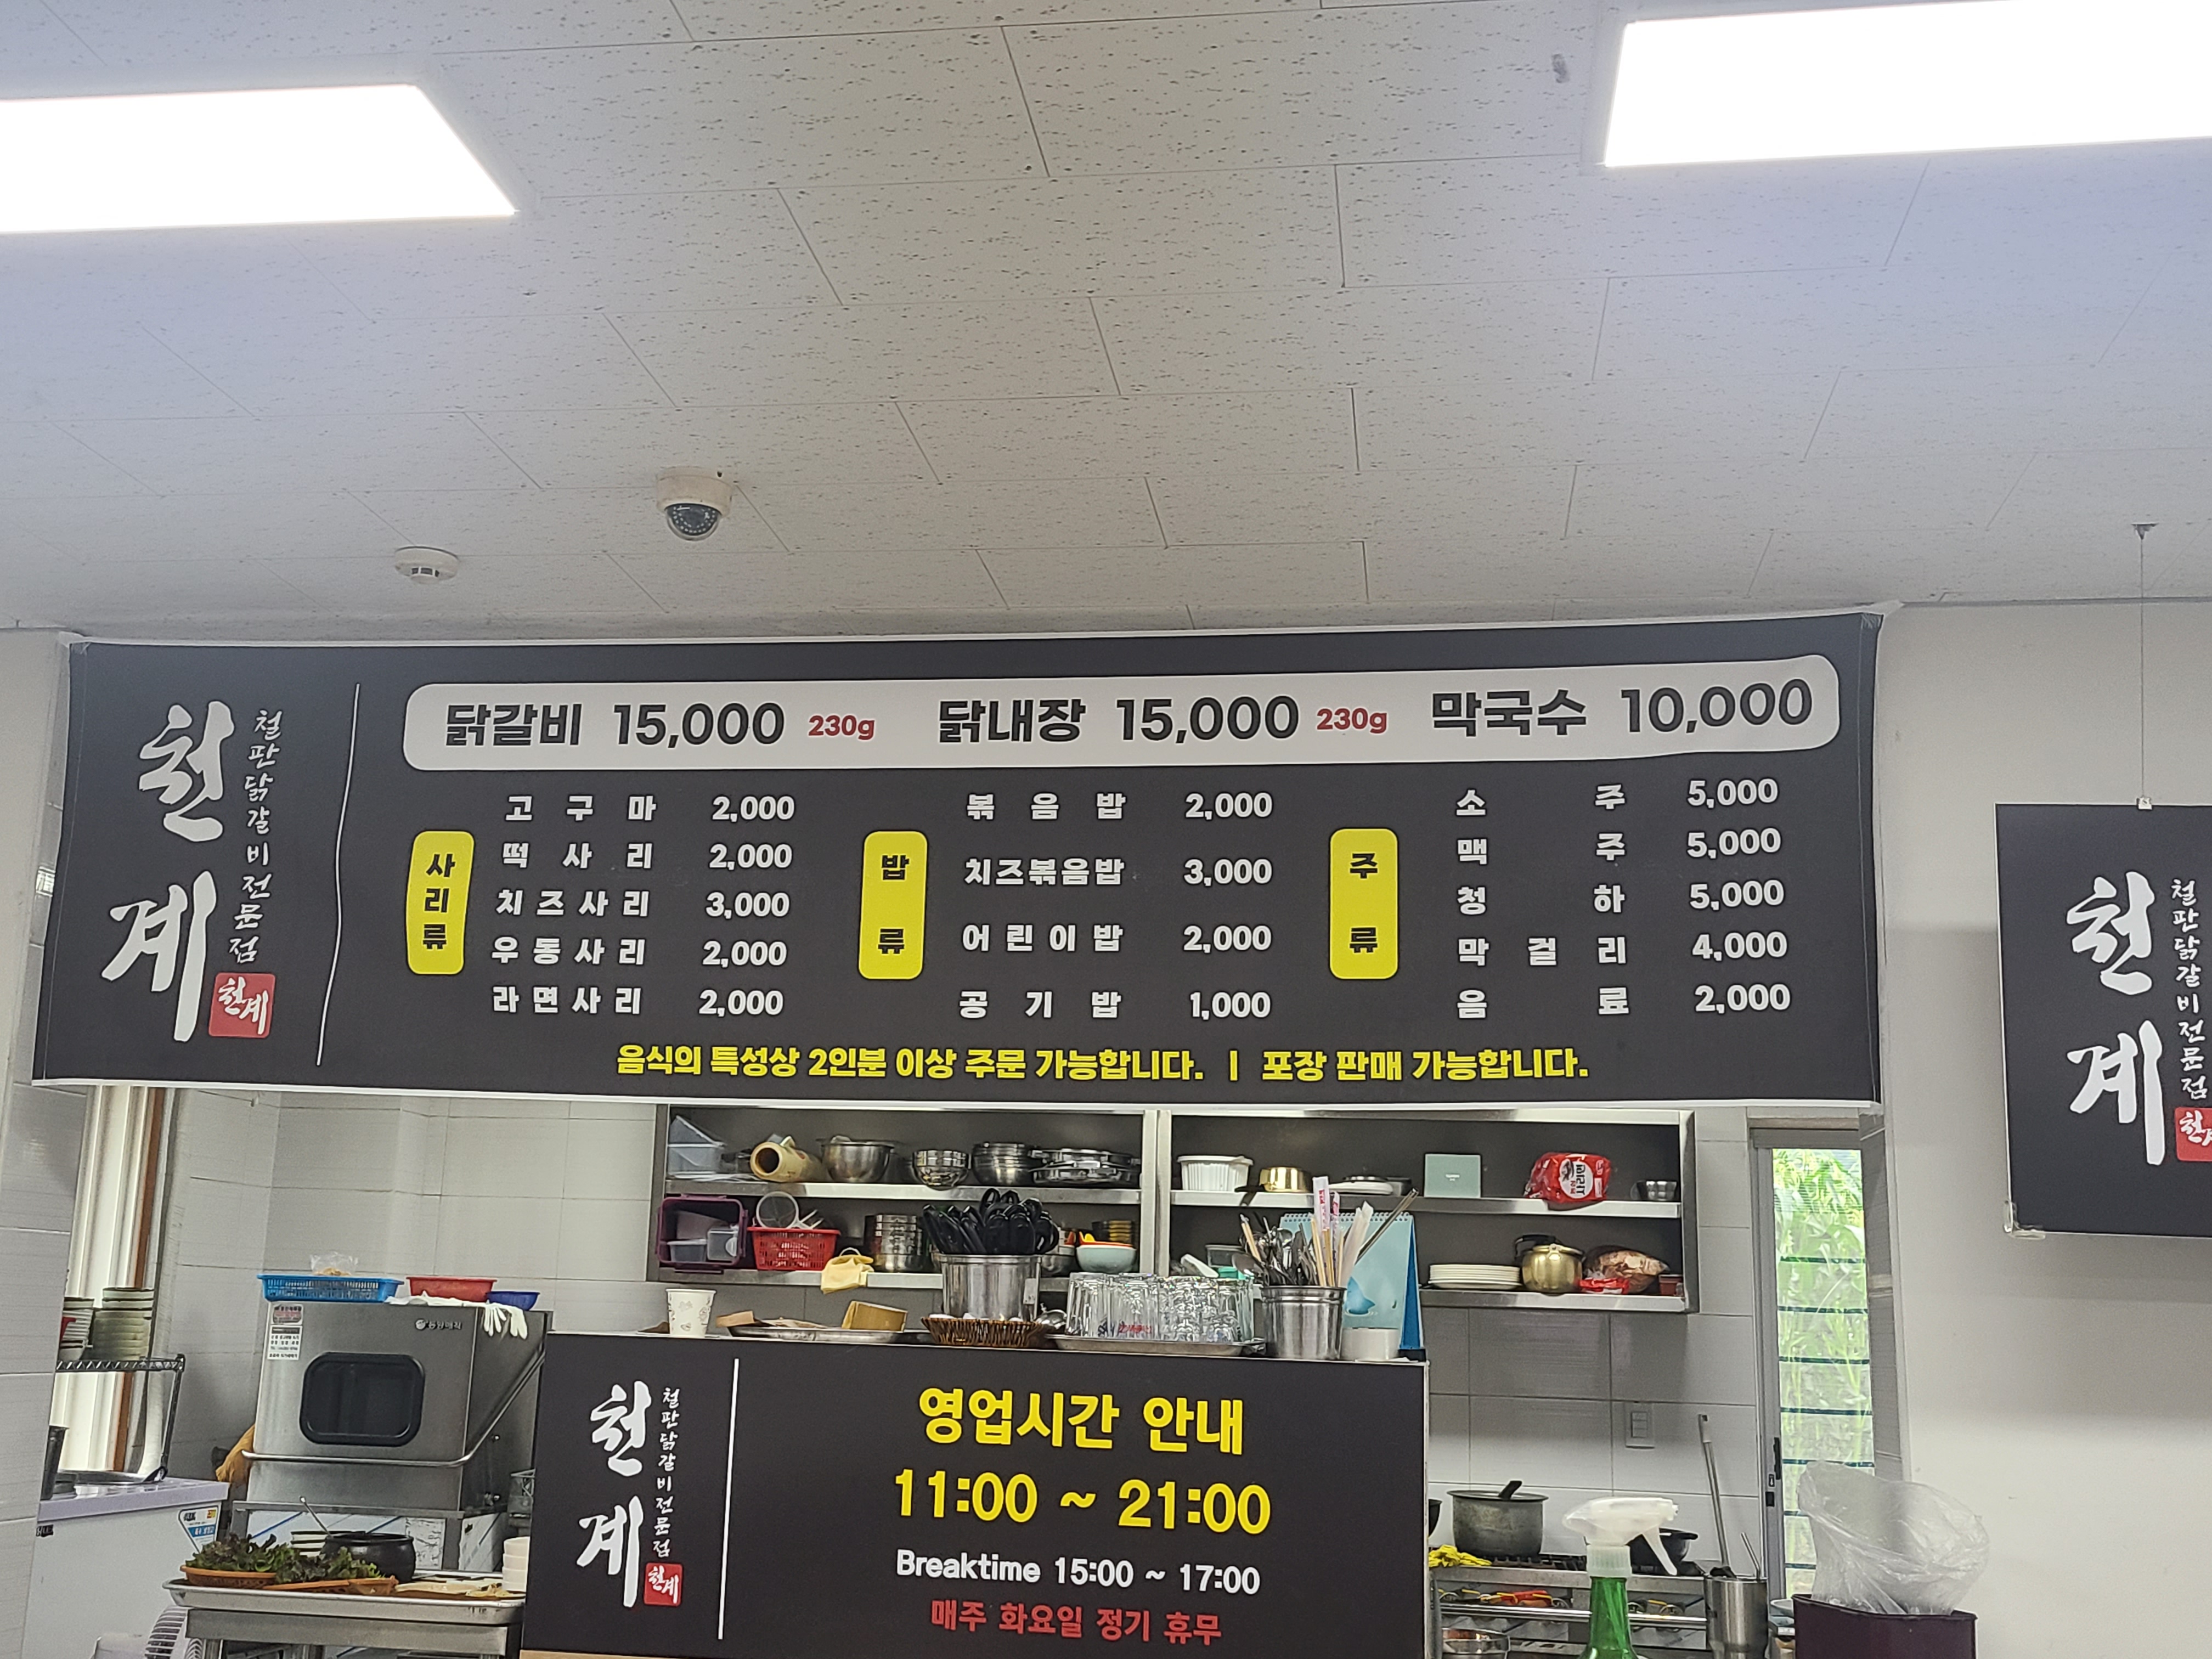 천계
철판닭갈비전문점
천계
닭갈비 15,000 230g 닭내장 15,000 230g 막국수 10,000
사리류
고구마 2,000
떡사리 2,000
치즈사리 3,000
우동사리 2,000
라면사리 2,000
밥류
볶음밥 2,000
치즈볶음밥 3,000
어린이밥 2,000
공기밥 1,000
주류
소주 5,000
맥주 5,000
청하 5,000
막걸리 4,000
음료 2,000
음식의 특성상 2인분 이상 주문 가능합니다. | 포장 판매 가능합니다.
천계
철판닭갈비전문점
천계
사리면
천계
철판닭갈비전문점
천계
영업시간 안내
11:00 ~ 21:00
Breaktime 15:00 ~ 17:00
매주 화요일 정기 휴무